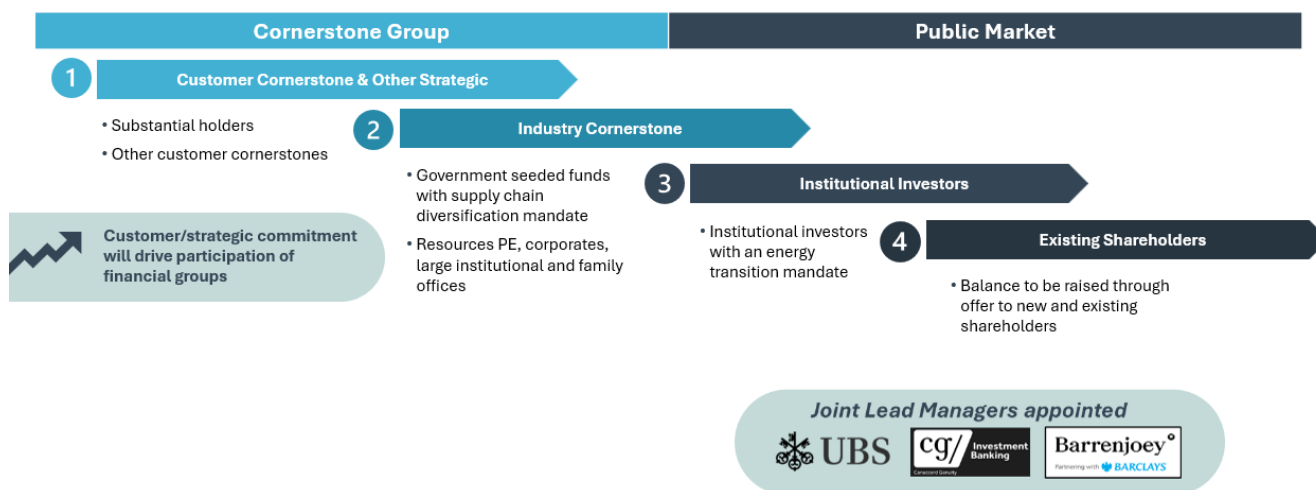 Cornerstone Group
Public Market
1
Customer Cornerstone & Other Strategic
• Substantial holders
• Other customer cornerstones
2
Industry Cornerstone
• Government seeded funds
with supply chain
diversification mandate
• Resources PE, corporates,
large institutional and family
offices
3
Institutional Investors
• Institutional investors
with an energy
transition mandate
4
Existing Shareholders
• Balance to be raised through
offer to new and existing
shareholders
Customer/strategic commitment
will drive participation of
financial groups
Joint Lead Managers appointed
UBS
cg/
Investment
Banking
Canaccord Genuity
Barrenjoey
Partnering with BARCLAYS